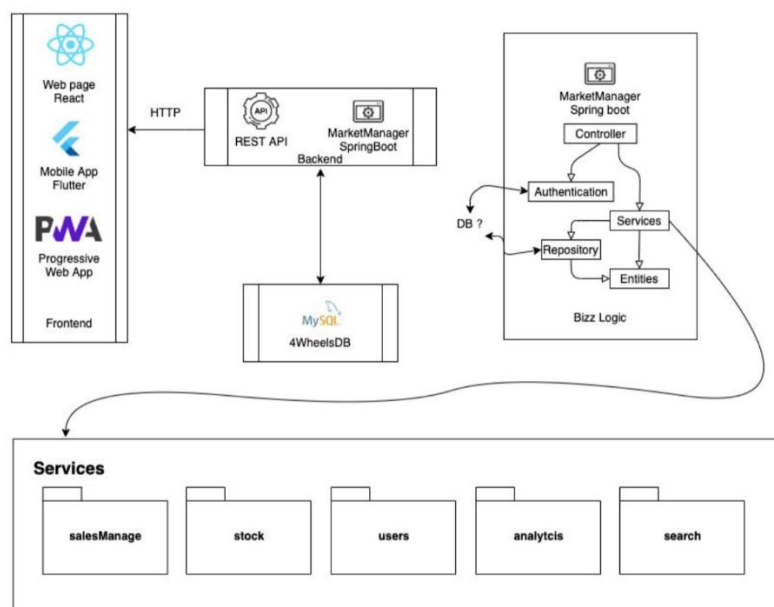 Web page
React
Mobile App
Flutter
PWA
Progressive
Web App
Frontend
HTTP
API
REST API
MarketManager
SpringBoot
Backend
MySQL
4WheelsDB
MarketManager
Spring boot
Controller
Authentication
DB ?
Services
Repository
Entities
Bizz Logic
Services
salesManage
stock
users
analytcis
search